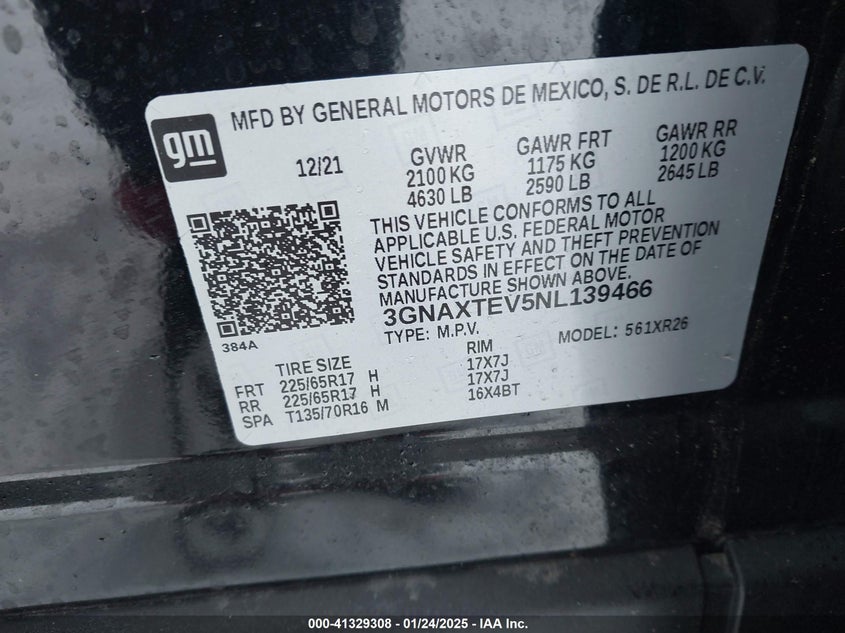 gm
MFD BY GENERAL MOTORS DE MEXICO, S. DE R.L. DE C.V.
12/21
GVWR
2100 KG
4630 LB
GAWR FRT
1175 KG
2590 LB
GAWR RR
1200 KG
2645 LB
THIS VEHICLE CONFORMS TO ALL
APPLICABLE U.S. FEDERAL MOTOR
VEHICLE SAFETY AND THEFT PREVENTION
STANDARDS IN EFFECT ON THE DATE OF
MANUFACTURE SHOWN ABOVE.
3GNAXTEV5NL139466
TYPE: M.P.V.
MODEL: 561XR26
384A
TIRE SIZE
RIM
FRT 225/65R17 H 17X7J
RR 225/65R17 H 17X7J
SPA T135/70R16 M 16X4BT
000-41329308 - 01/24/2025 - IAA Inc.